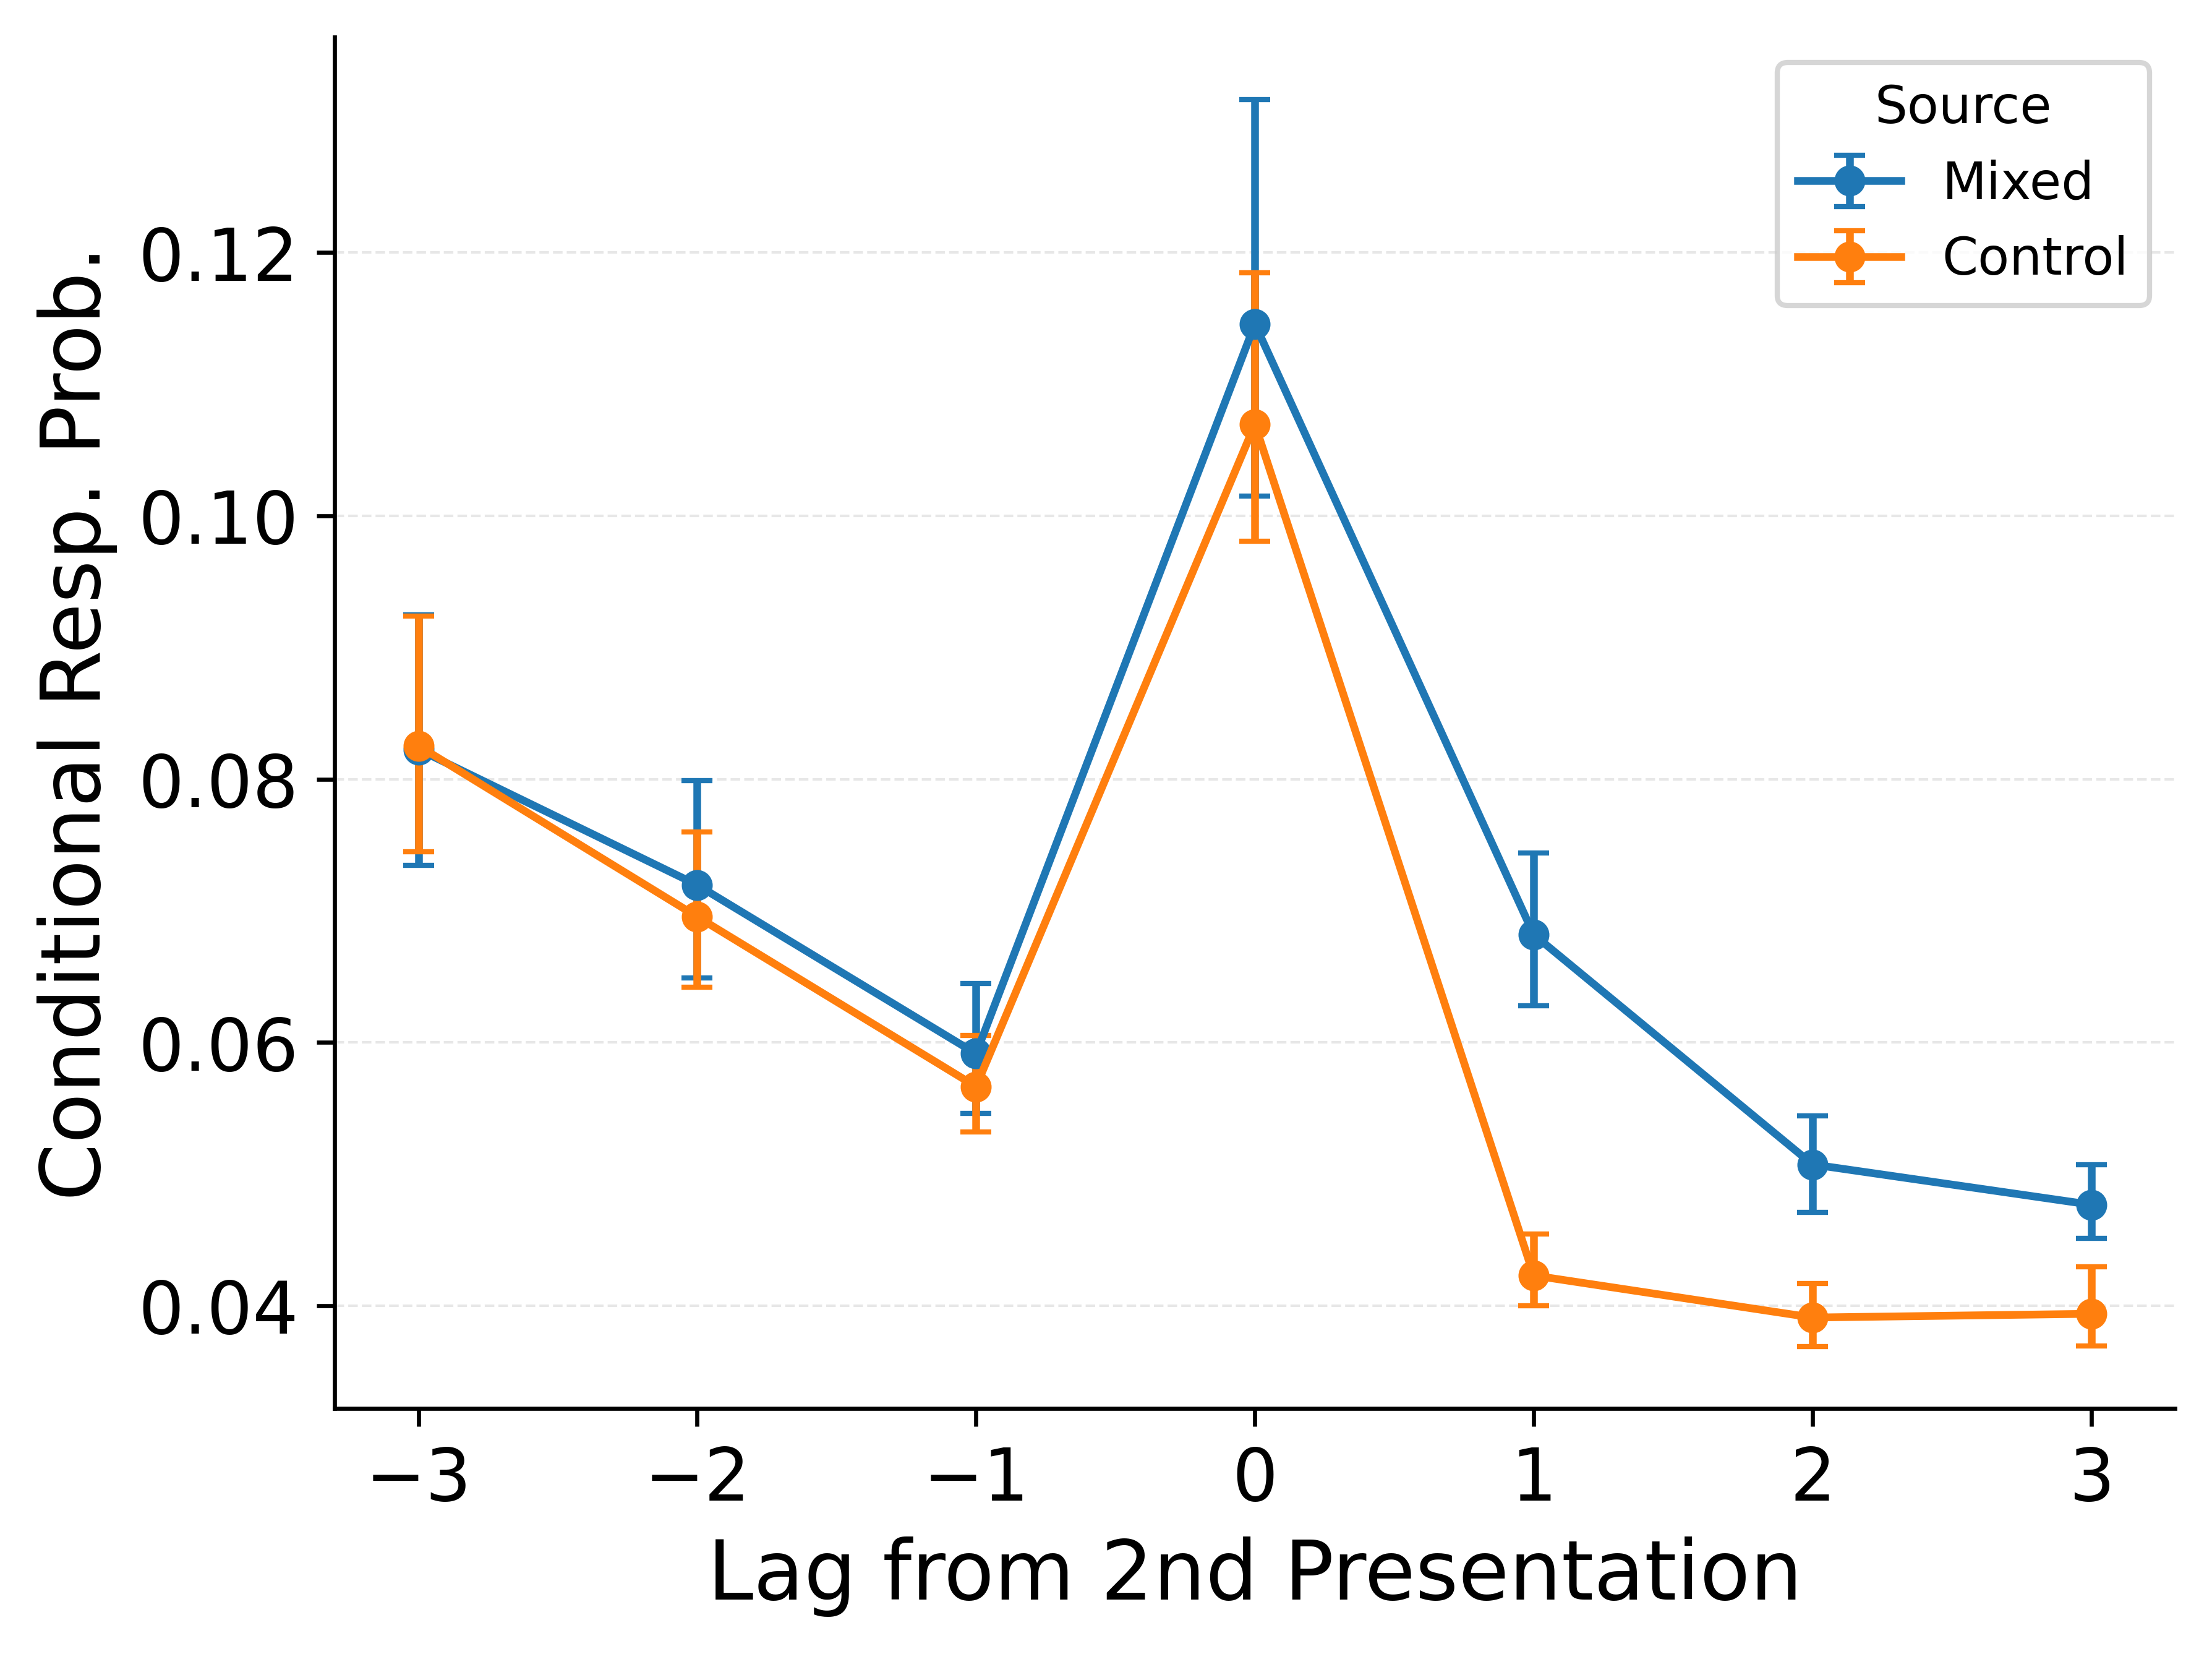 Source
Mixed
Control
Conditional Resp. Prob.
0.12
0.10
0.08
0.06
0.04
−3 −2 −1 0 1 2 3
Lag from 2nd Presentation